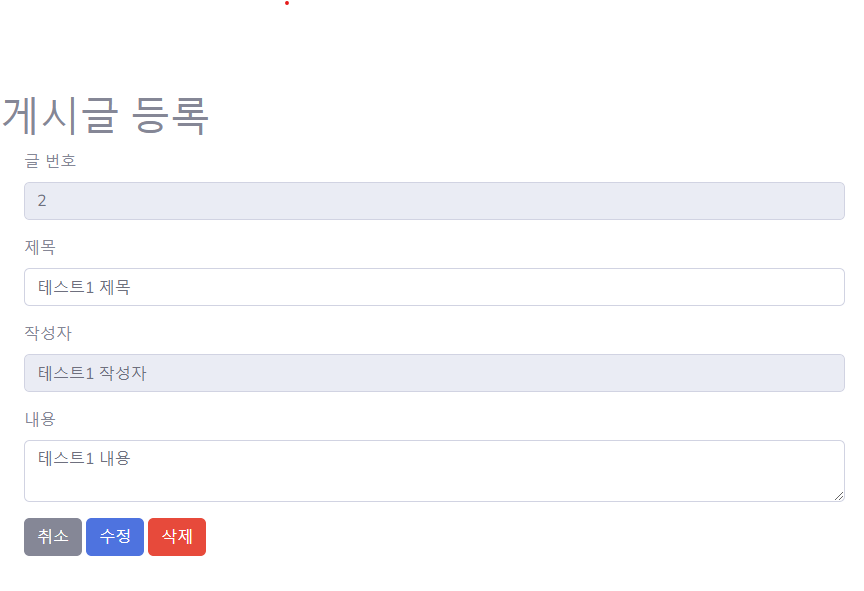 게시글 등록
글 번호
2
제목
테스트1 제목
작성자
테스트1 작성자
내용
테스트1 내용
취소 수정 삭제